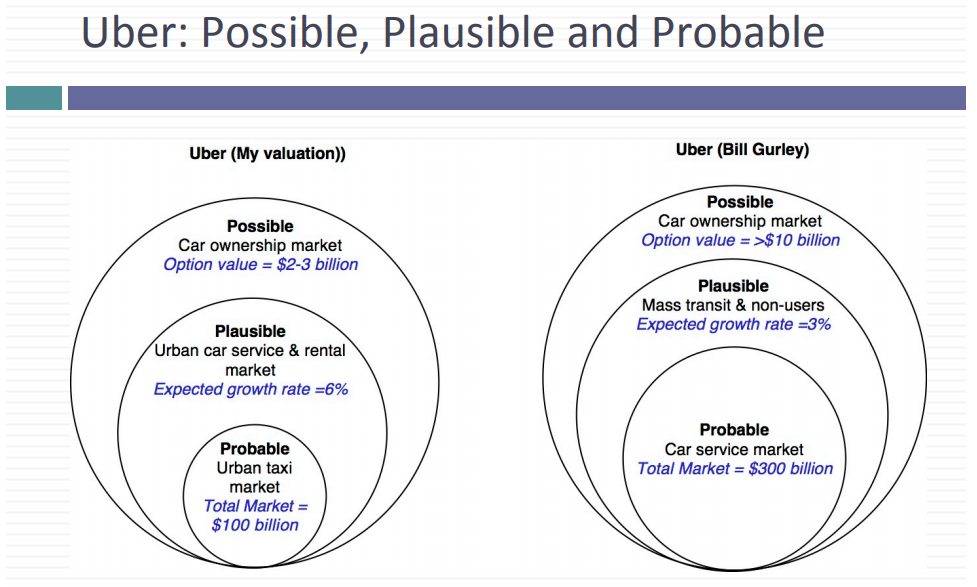 Uber: Possible, Plausible and Probable
Uber (My valuation))
Possible
Car ownership market
Option value = $2-3 billion
Plausible
Urban car service & rental
market
Expected growth rate =6%
Probable
Urban taxi
market
Total Market =
$100 billion
Uber (Bill Gurley)
Possible
Car ownership market
Option value = >$10 billion
Plausible
Mass transit & non-users
Expected growth rate =3%
Probable
Car service market
Total Market = $300 billion